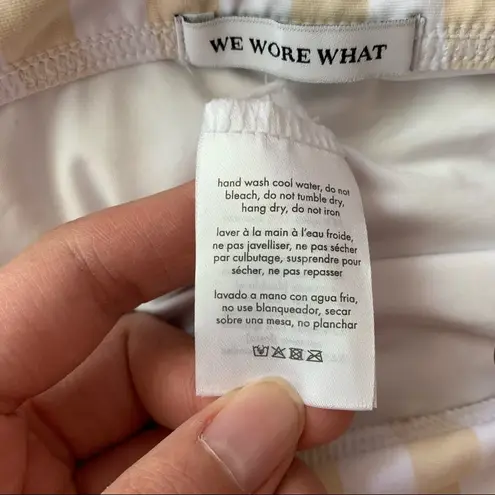 WE WORE WHAT
hand wash cool water, do not
bleach, do not tumble dry,
hang dry, do not iron
laver à la main à l'eau froide,
ne pas javelliser, ne pas sécher
par culbutage, susprendre pour
sécher, ne pas repasser
lavado a mano con agua fria,
no use blanqueador, secar
sobre una mesa, no planchar